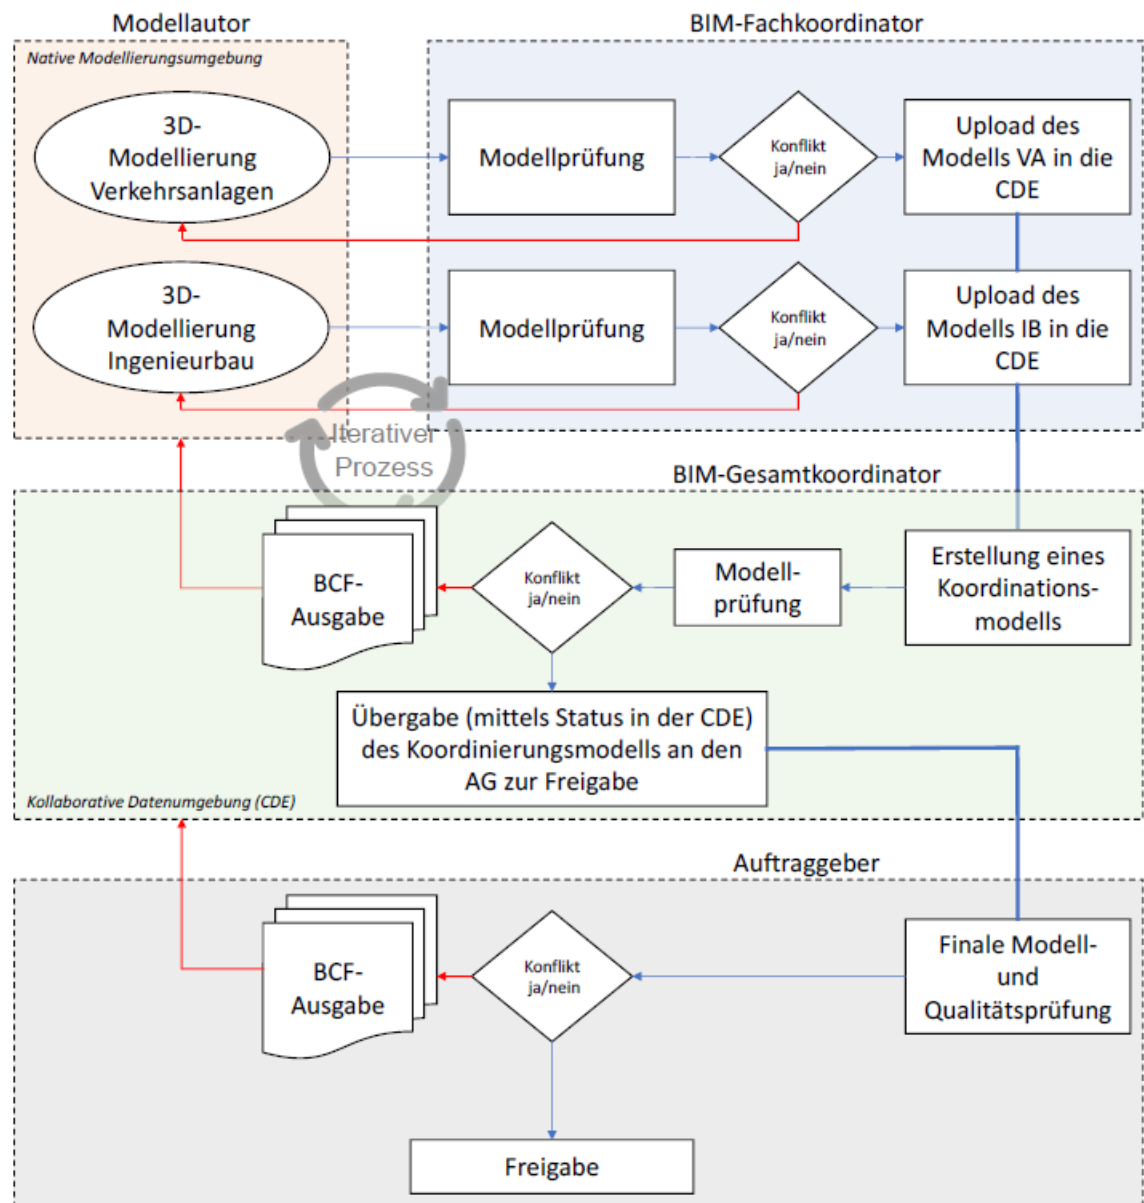 Modellautor
BIM-Fachkoordinator
Native Modellierungsumgebung
3D-
Modellierung
Verkehrsanlagen
Modellprüfung
Konflikt
ja/nein
Upload des
Modells VA in die
CDE
3D-
Modellierung
Ingenieurbau
Modellprüfung
Konflikt
ja/nein
Upload des
Modells IB in die
CDE
Iterativer
Prozess
BIM-Gesamtkoordinator
BCF-
Ausgabe
Konflikt
ja/nein
Modell-
prüfung
Erstellung eines
Koordinations-
modells
Übergabe (mittels Status in der CDE)
des Koordinierungsmodells an den
AG zur Freigabe
Kollaborative Datenumgebung (CDE)
Auftraggeber
BCF-
Ausgabe
Konflikt
ja/nein
Finale Modell-
und
Qualitätsprüfung
Freigabe